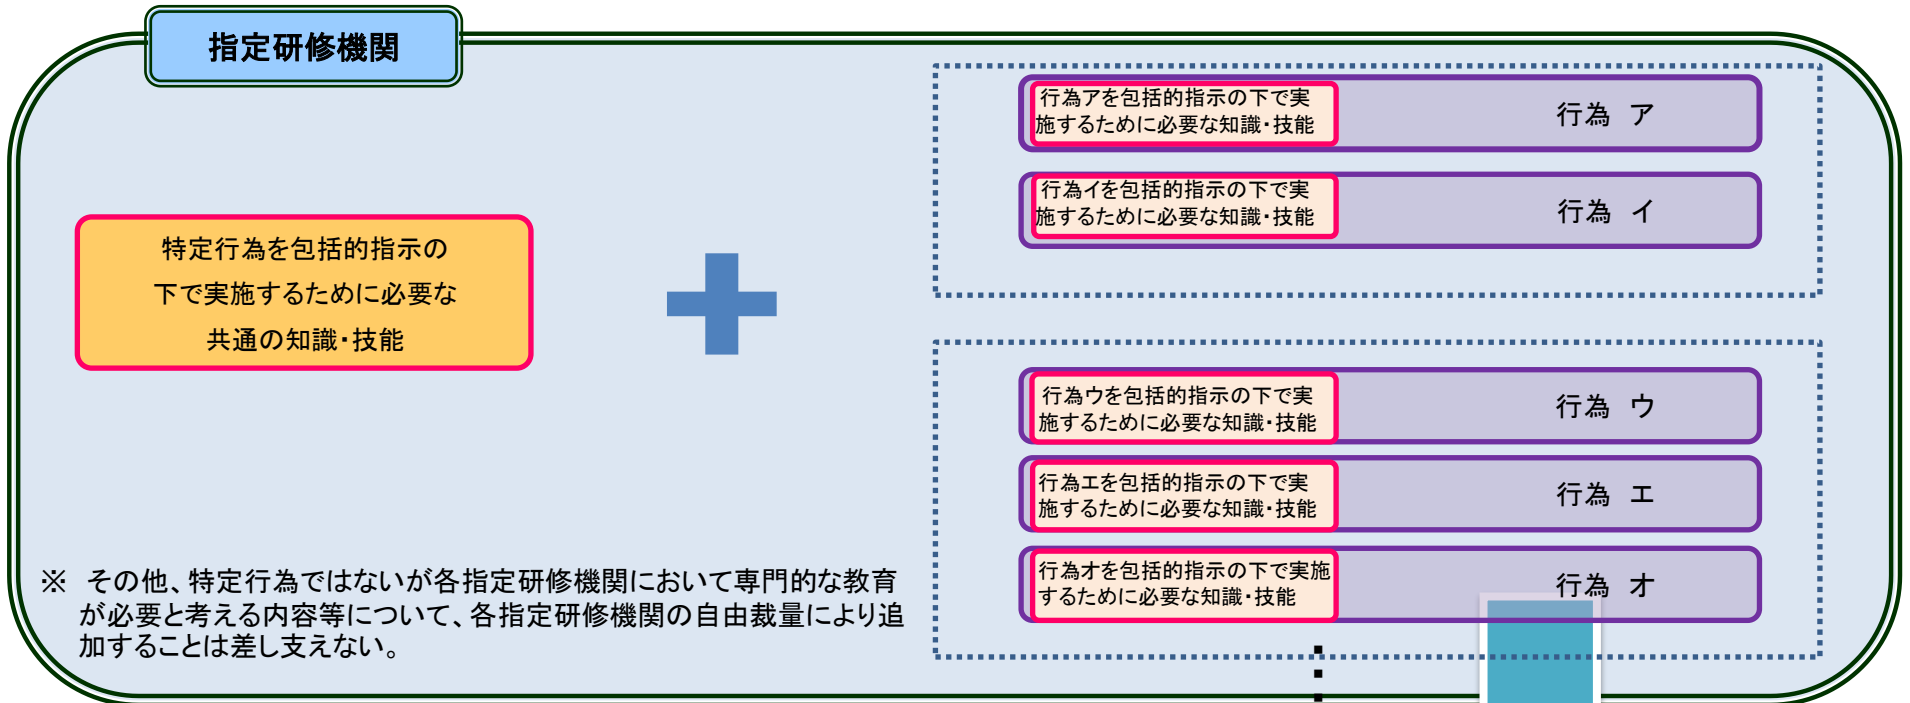 指定研修機関
特定行為を包括的指示の
下で実施するために必要な
共通の知識・技能
行為アを包括的指示の下で実
施するために必要な知識・技能
行為　ア
行為イを包括的指示の下で実
施するために必要な知識・技能
行為　イ
行為ウを包括的指示の下で実
施するために必要な知識・技能
行為　ウ
行為エを包括的指示の下で実
施するために必要な知識・技能
行為　エ
行為オを包括的指示の下で実施
するために必要な知識・技能
行為　オ
※　その他、特定行為ではないが各指定研修機関において専門的な教育
が必要と考える内容等について、各指定研修機関の自由裁量により追
加することは差し支えない。